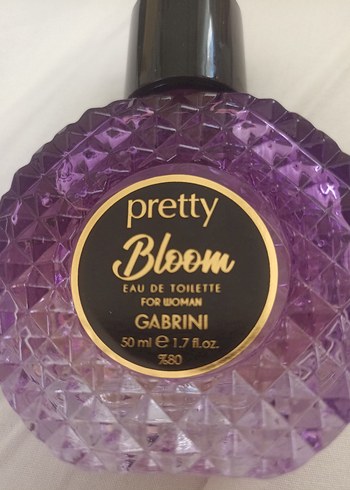 pretty
Bloom
EAU DE TOILETTE
FOR WOMAN
GABRINI
50 ml ℮ 1.7 fl.oz.
%80